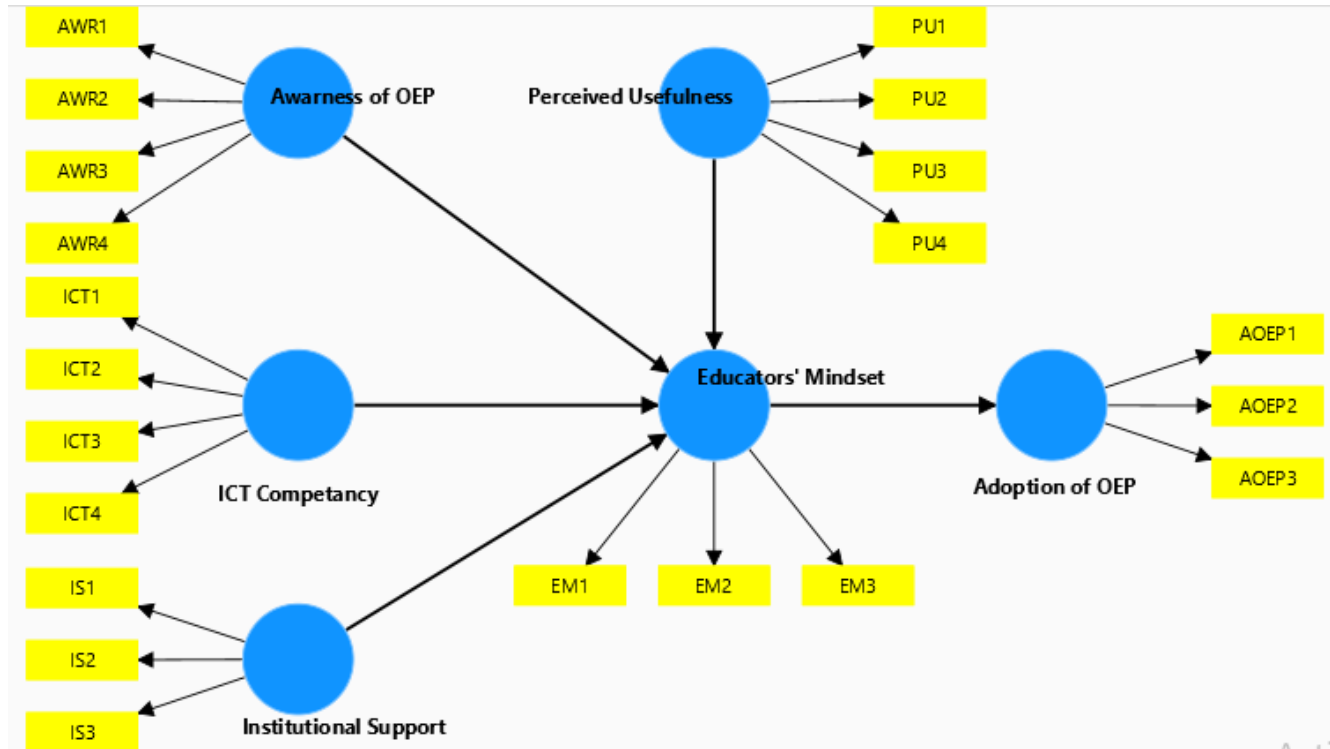 AWR1
AWR2
AWR3
AWR4
Awarness of OEP
Perceived Usefulness
PU1
PU2
PU3
PU4
ICT1
ICT2
ICT3
ICT4
ICT Competancy
Educators' Mindset
EM1
EM2
EM3
Adoption of OEP
AOEP1
AOEP2
AOEP3
IS1
IS2
IS3
Institutional Support